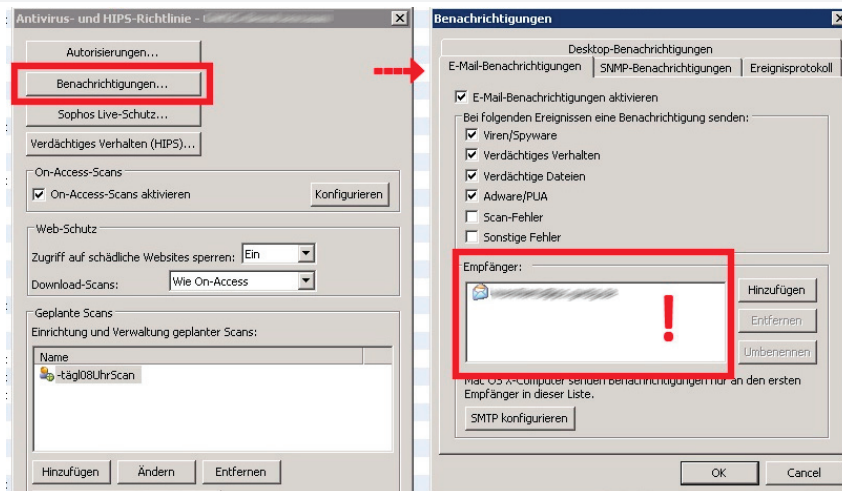 Antivirus- und HIPS-Richtlinie -
Autorisierungen...
Benachrichtigungen...
Sophos Live-Schutz...
Verdächtiges Verhalten (HIPS)...
On-Access-Scans
On-Access-Scans aktivieren
Konfigurieren
Web-Schutz
Zugriff auf schädliche Websites sperren: Ein
Download-Scans: Wie On-Access
Geplante Scans
Einrichtung und Verwaltung geplanter Scans:
Name
-tägl08UhrScan
Hinzufügen Ändern Entfernen
Benachrichtigungen
Desktop-Benachrichtigungen
E-Mail-Benachrichtigungen SNMP-Benachrichtigungen Ereignisprotokoll
E-Mail-Benachrichtigungen aktivieren
Bei folgenden Ereignissen eine Benachrichtigung senden:
Viren/Spyware
Verdächtiges Verhalten
Verdächtige Dateien
Adware/PUA
Scan-Fehler
Sonstige Fehler
Empfänger:
!
Hinzufügen
Entfernen
Umbenennen
Mac OS X-Computer senden Benachrichtigungen nur an den ersten
Empfänger in dieser Liste.
SMTP konfigurieren
OK Cancel